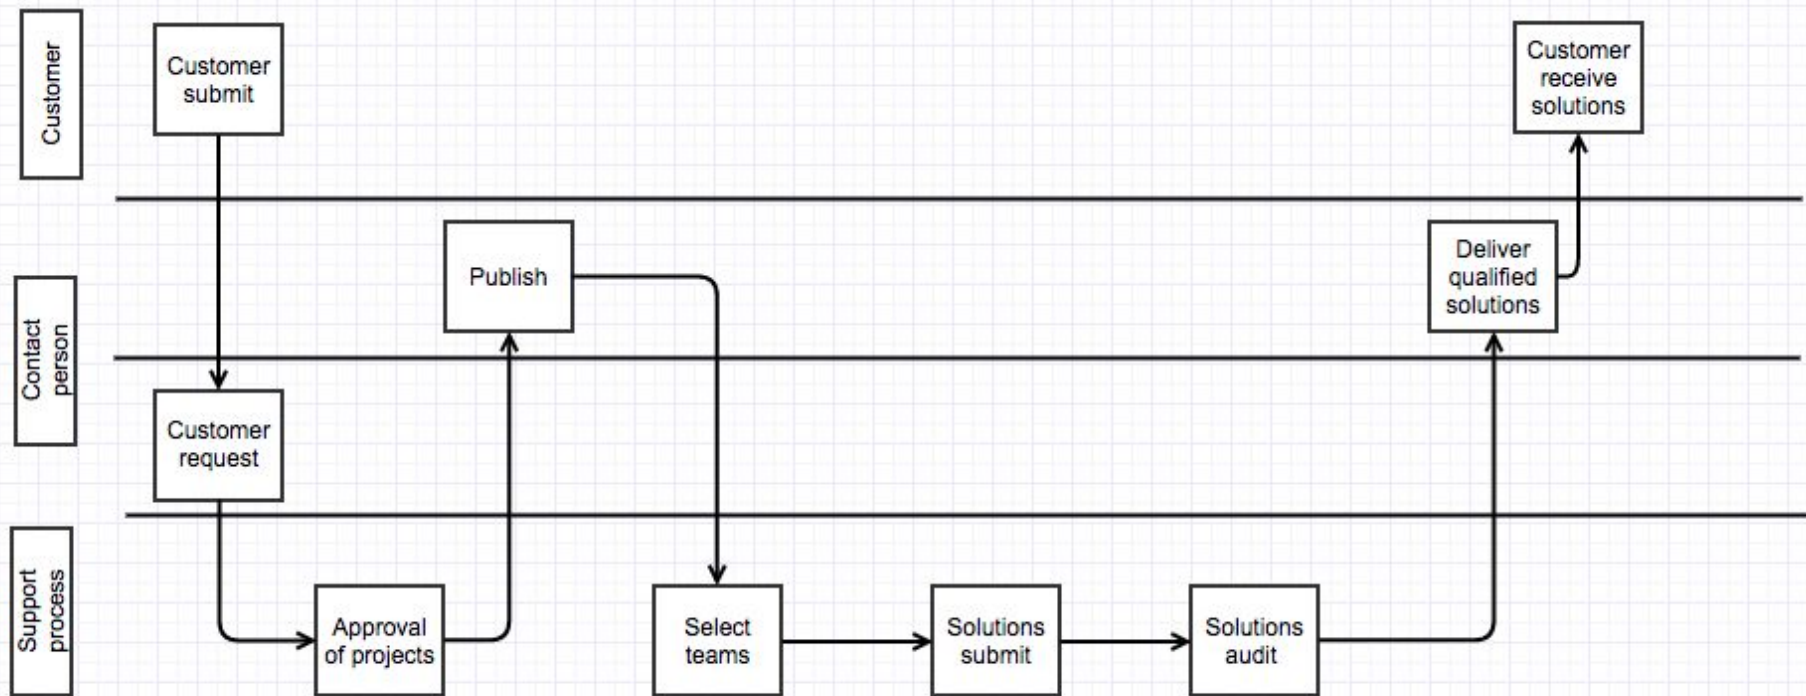 Customer
Customer
submit
Customer
receive
solutions
Contact
person
Publish
Deliver
qualified
solutions
Customer
request
Support
process
Approval
of projects
Select
teams
Solutions
submit
Solutions
audit